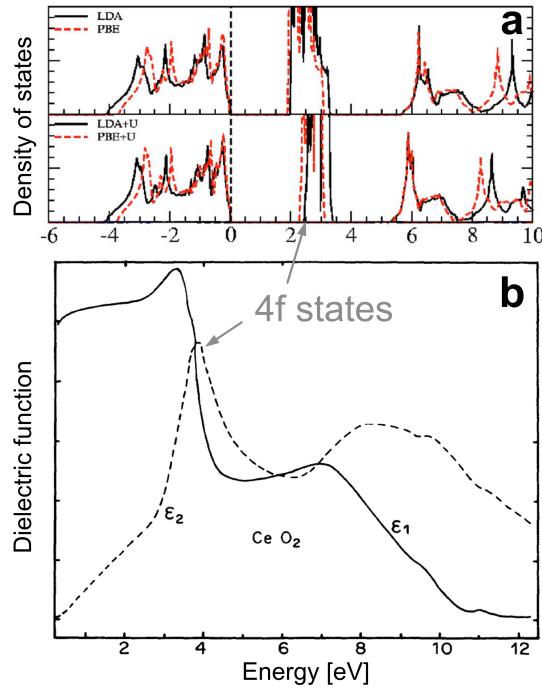 a
LDA
PBE
Density of states
LDA+U
PBE+U
-6 -4 -2 0 2 4 6 8 10
b
4f states
Dielectric function
ε2
Ce O2
ε1
2 4 6 8 10 12
Energy [eV]